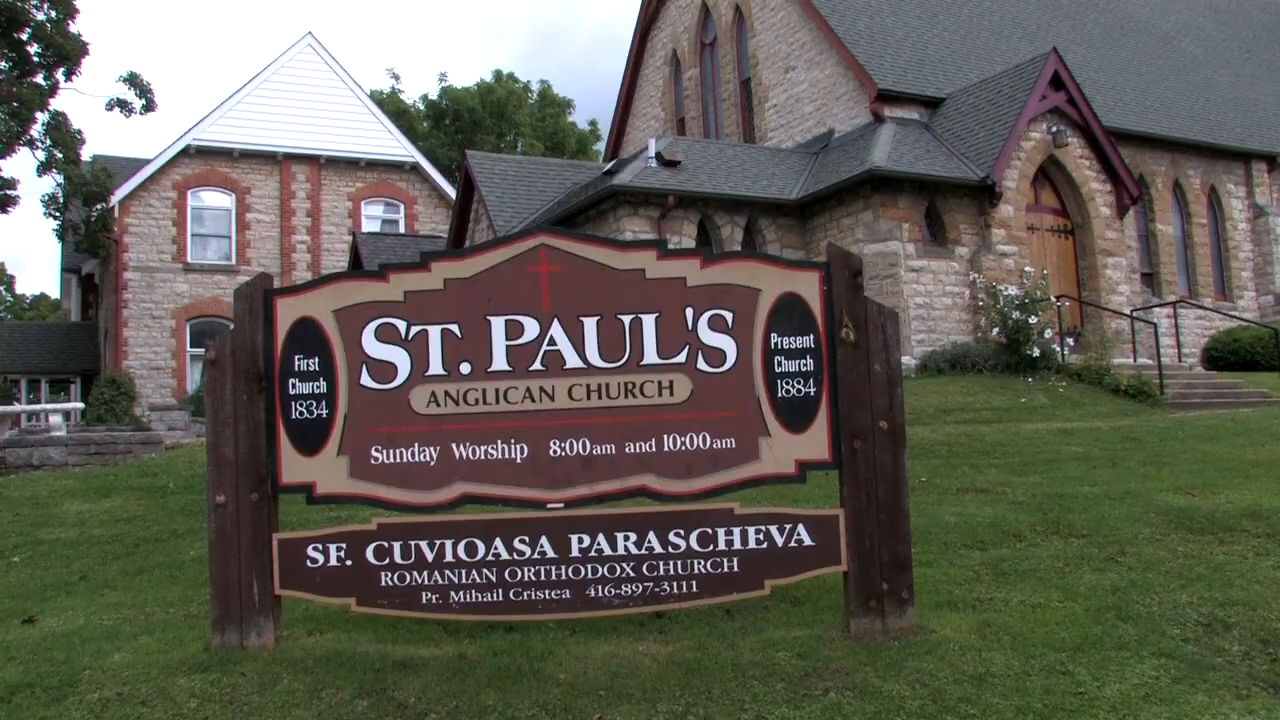 ST. PAUL'S
ANGLICAN CHURCH
First
Church
1834
Present
Church
1884
Sunday Worship 8:00am and 10:00am
SF. CUVIOASA PARASCHEVA
ROMANIAN ORTHODOX CHURCH
Pr. Mihail Cristea 416-897-3111